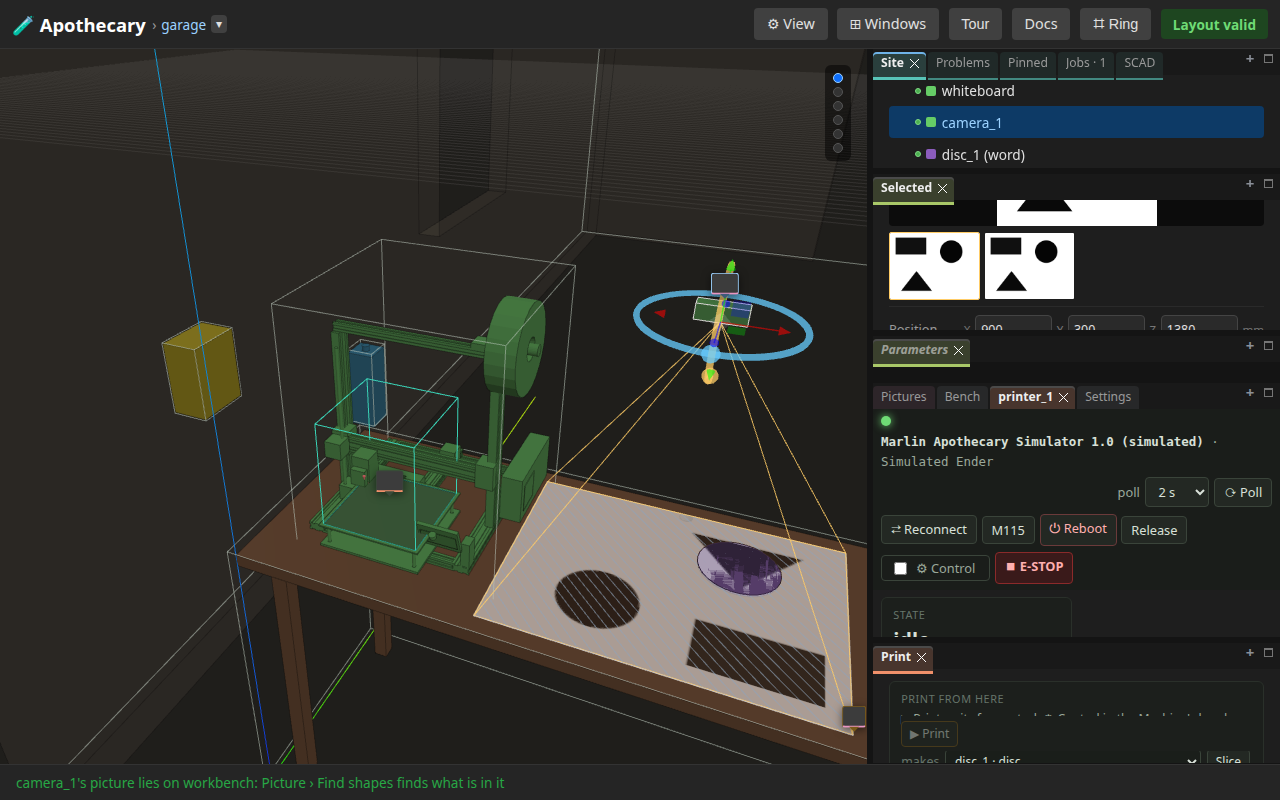 Apothecary › garage ▾
⚙ View
⊞ Windows
Tour
Docs
⌗ Ring
Layout valid
Site
Problems
Pinned
Jobs · 1
SCAD
whiteboard
camera_1
disc_1 (word)
Selected
Position X 900 Y 300 Z 1380 mm
Parameters
Pictures
Bench
printer_1
Settings
Marlin Apothecary Simulator 1.0 (simulated) ·
Simulated Ender
poll 2 s ⟳ Poll
⇄ Reconnect
M115
Reboot
Release
⚙ Control
■ E-STOP
STATE
idle
Print
PRINT FROM HERE
▶ Print
makes disc_1 · disc Slice
camera_1's picture lies on workbench: Picture › Find shapes finds what is in it